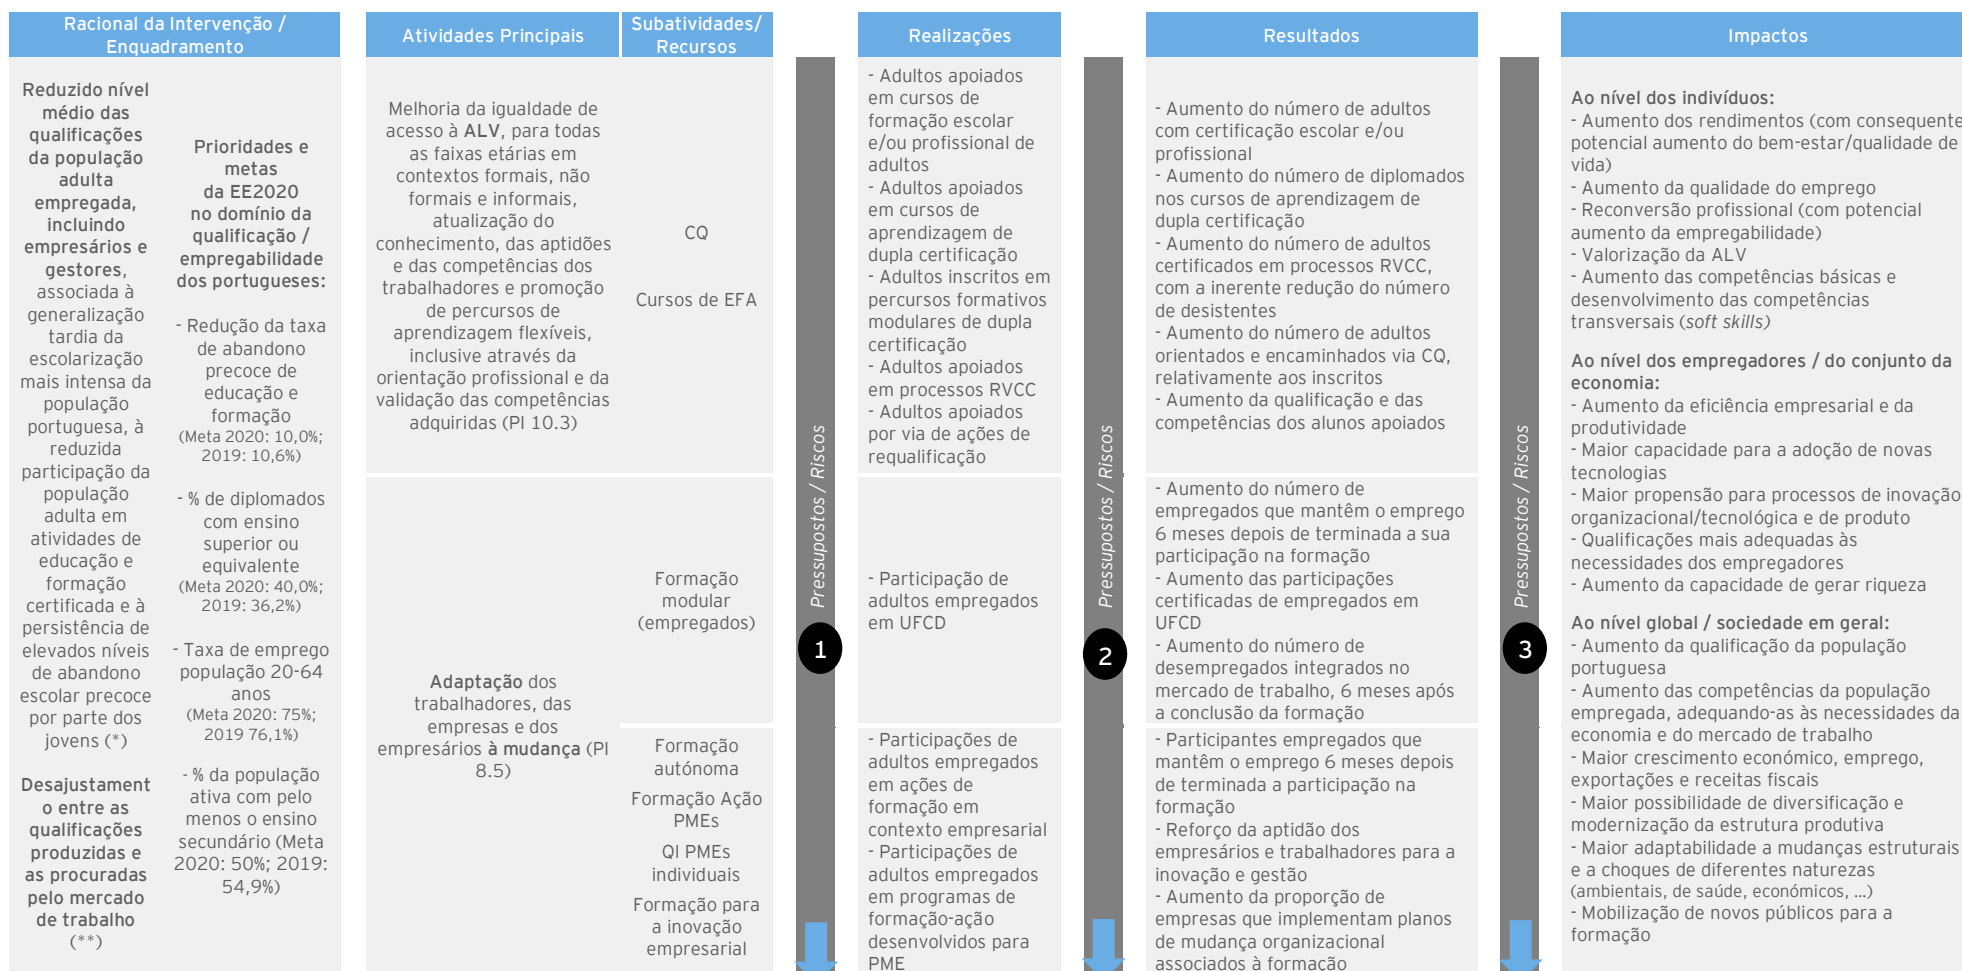 Racional da Intervenção /
Enquadramento
Reduzido nível
médio das
qualificações
da população
adulta
empregada,
incluindo
empresários e
gestores,
associada à
generalização
tardia da
escolarização
mais intensa da
população
portuguesa, à
reduzida
participação da
população
adulta em
atividades de
educação e
formação
certificada e à
persistência de
elevados níveis
de abandono
escolar precoce
por parte dos
jovens (*)
Desajustament
o entre as
qualificações
produzidas e
as procuradas
pelo mercado
de trabalho
(**)
Prioridades e
metas
da EE2020
no domínio da
qualificação /
empregabilidade
dos portugueses:
- Redução da taxa
de abandono
precoce de
educação e
formação
(Meta 2020: 10,0%;
2019: 10,6%)
- % de diplomados
com ensino
superior ou
equivalente
(Meta 2020: 40,0%;
2019: 36,2%)
- Taxa de emprego
população 20-64
anos
(Meta 2020: 75%;
2019 76,1%)
- % da população
ativa com pelo
menos o ensino
secundário (Meta
2020: 50%; 2019:
54,9%)
Atividades Principais
Melhoria da igualdade de
acesso à ALV, para todas
as faixas etárias em
contextos formais, não
formais e informais,
atualização do
conhecimento, das aptidões
e das competências dos
trabalhadores e promoção
de percursos de
aprendizagem flexíveis,
inclusive através da
orientação profissional e da
validação das competências
adquiridas (PI 10.3)
Adaptação dos
trabalhadores, das
empresas e dos
empresários à mudança (PI
8.5)
Subatividades/
Recursos
CQ
Cursos de EFA
Formação
modular
(empregados)
Formação
autónoma
Formação Ação
PMEs
QI PMEs
individuais
Formação para
a inovação
empresarial
Pressupostos / Riscos
1
Realizações
- Adultos apoiados
em cursos de
formação escolar
e/ou profissional de
adultos
- Adultos apoiados
em cursos de
aprendizagem de
dupla certificação
- Adultos inscritos em
percursos formativos
modulares de dupla
certificação
- Adultos apoiados
em processos RVCC
- Adultos apoiados
por via de ações de
requalificação
- Participação de
adultos empregados
em UFCD
- Participações de
adultos empregados
em ações de
formação em
contexto empresarial
- Participações de
adultos empregados
em programas de
formação-ação
desenvolvidos para
PME
Pressupostos / Riscos
2
Resultados
- Aumento do número de adultos
com certificação escolar e/ou
profissional
- Aumento do número de diplomados
nos cursos de aprendizagem de
dupla certificação
- Aumento do número de adultos
certificados em processos RVCC,
com a inerente redução do número
de desistentes
- Aumento do número de adultos
orientados e encaminhados via CQ,
relativamente aos inscritos
- Aumento da qualificação e das
competências dos alunos apoiados
- Aumento do número de
empregados que mantêm o emprego
6 meses depois de terminada a sua
participação na formação
- Aumento das participações
certificadas de empregados em
UFCD
- Aumento do número de
desempregados integrados no
mercado de trabalho, 6 meses após
a conclusão da formação
- Participantes empregados que
mantêm o emprego 6 meses depois
de terminada a participação na
formação
- Reforço da aptidão dos
empresários e trabalhadores para a
inovação e gestão
- Aumento da proporção de
empresas que implementam planos
de mudança organizacional
associados à formação
Pressupostos / Riscos
3
Impactos
Ao nível dos indivíduos:
- Aumento dos rendimentos (com consequente
potencial aumento do bem-estar/qualidade de
vida)
- Aumento da qualidade do emprego
- Reconversão profissional (com potencial
aumento da empregabilidade)
- Valorização da ALV
- Aumento das competências básicas e
desenvolvimento das competências
transversais (soft skills)
Ao nível dos empregadores / do conjunto da
economia:
- Aumento da eficiência empresarial e da
produtividade
- Maior capacidade para a adoção de novas
tecnologias
- Maior propensão para processos de inovação
organizacional/tecnológica e de produto
- Qualificações mais adequadas às
necessidades dos empregadores
- Aumento da capacidade de gerar riqueza
Ao nível global / sociedade em geral:
- Aumento da qualificação da população
portuguesa
- Aumento das competências da população
empregada, adequando-as às necessidades da
economia e do mercado de trabalho
- Maior crescimento económico, emprego,
exportações e receitas fiscais
- Maior possibilidade de diversificação e
modernização da estrutura produtiva
- Maior adaptabilidade a mudanças estruturais
e a choques de diferentes naturezas
(ambientais, de saúde, económicos, ...)
- Mobilização de novos públicos para a
formação